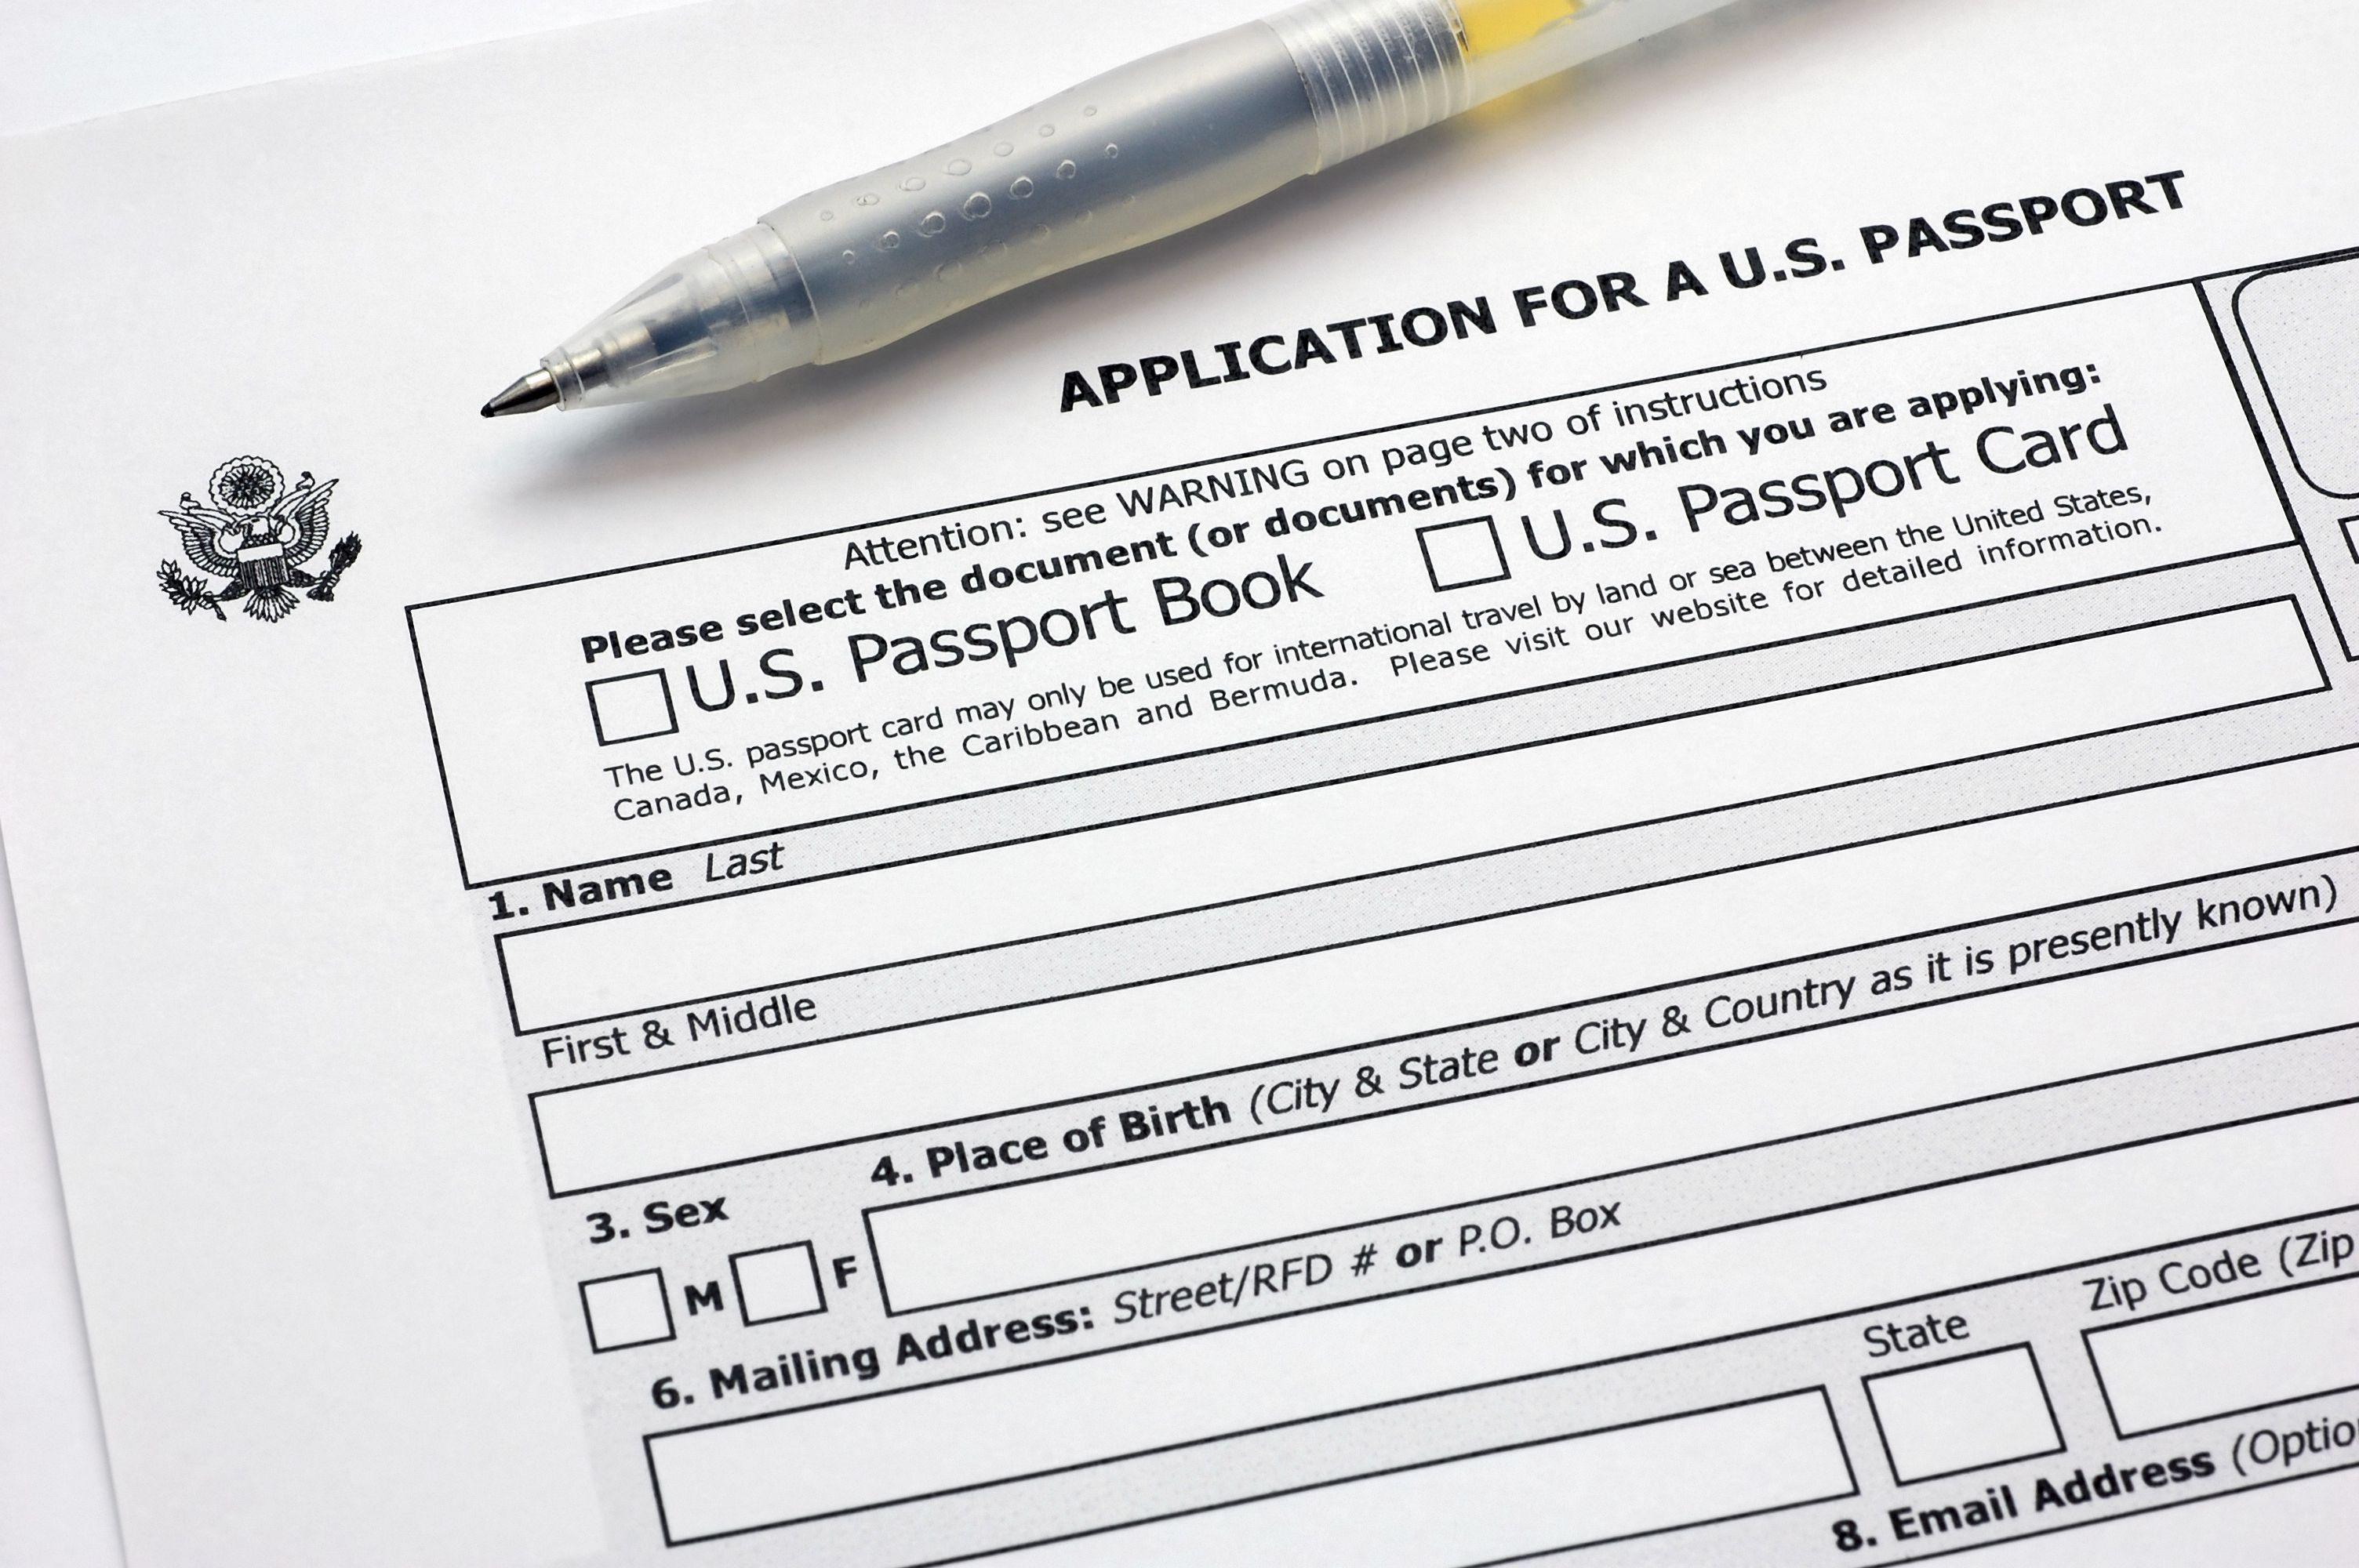 APPLICATION FOR A U.S. PASSPORT
Attention: see WARNING on page two of instructions
Please select the document (or documents) for which you are applying:
U.S. Passport Book U.S. Passport Card
The U.S. passport card may only be used for international travel by land or sea between the United States,
Canada, Mexico, the Caribbean and Bermuda. Please visit our website for detailed information.
1. Name Last
First & Middle
3. Sex
M F
4. Place of Birth (City & State or City & Country as it is presently known)
6. Mailing Address: Street/RFD # or P.O. Box
State
Zip Code (Zip
8. Email Address